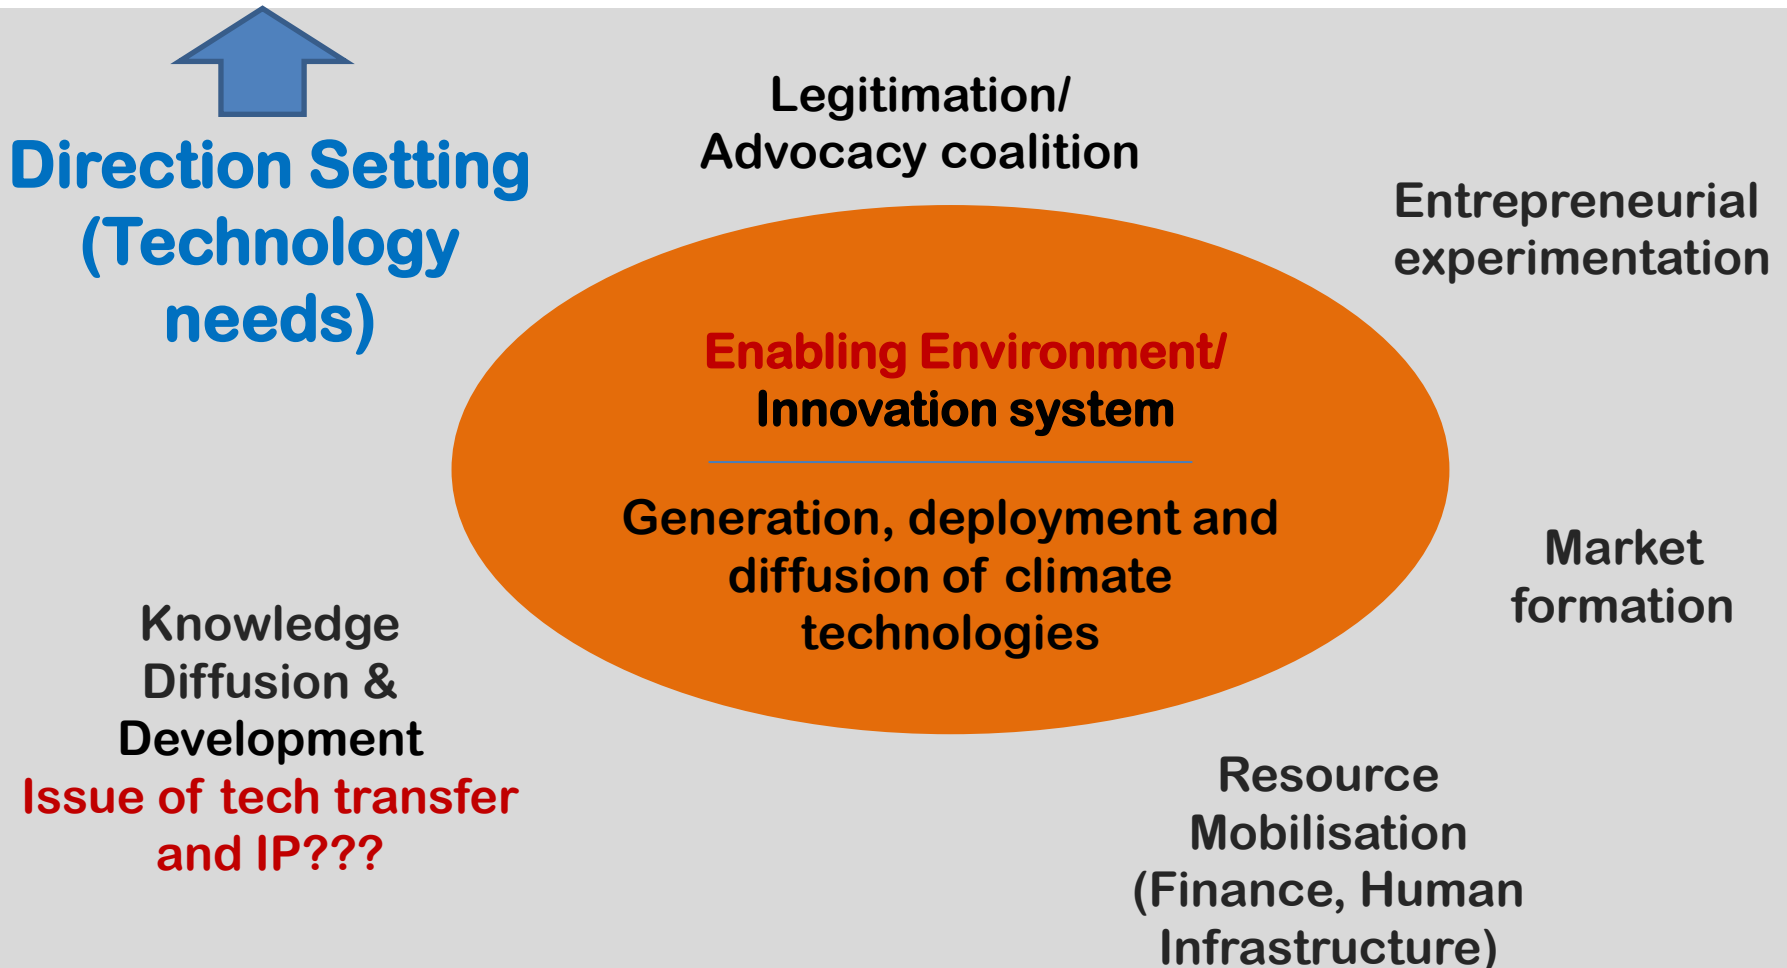 Legitimation/
Advocacy coalition
Direction Setting
(Technology
needs)
Entrepreneurial
experimentation
Enabling Environment/
Innovation system
Generation, deployment and
diffusion of climate
technologies
Market
formation
Knowledge
Diffusion &
Development
Issue of tech transfer
and IP???
Resource
Mobilisation
(Finance, Human
Infrastructure)